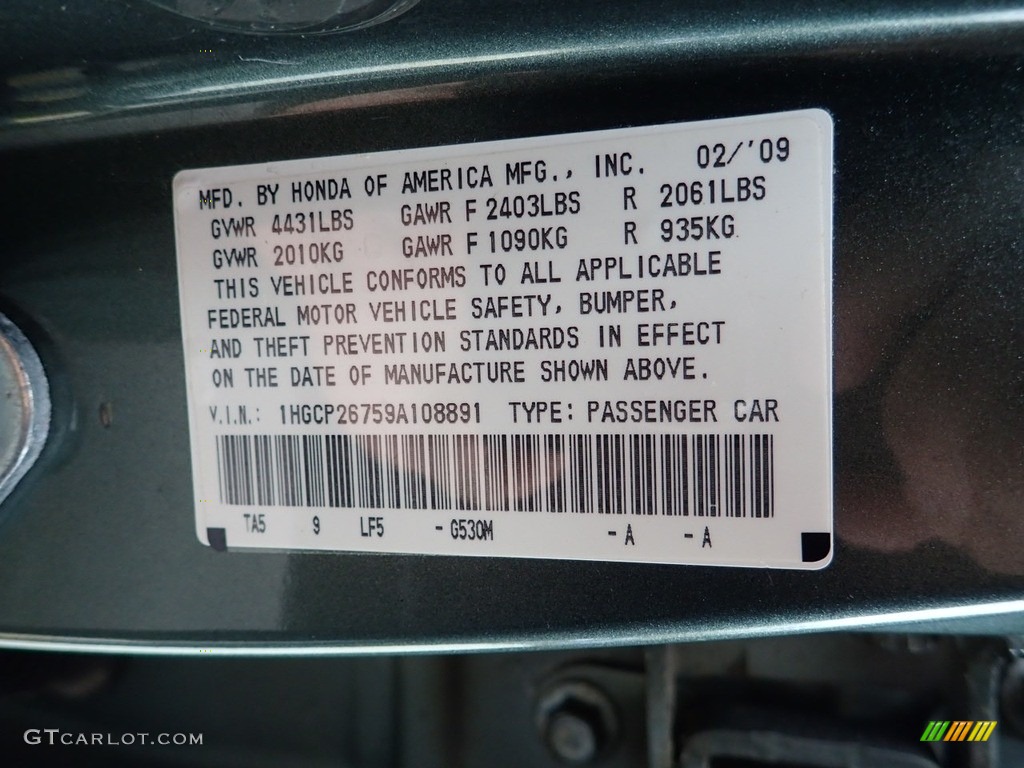 MFD. BY HONDA OF AMERICA MFG., INC. 02/'09
GVWR 4431LBS GAWR F 2403LBS R 2061LBS
GVWR 2010KG GAWR F 1090KG R 935KG
THIS VEHICLE CONFORMS TO ALL APPLICABLE
FEDERAL MOTOR VEHICLE SAFETY, BUMPER,
AND THEFT PREVENTION STANDARDS IN EFFECT
ON THE DATE OF MANUFACTURE SHOWN ABOVE.
V.I.N.: 1HGCP26759A108891 TYPE: PASSENGER CAR
TA5 9 LF5 - G530M - A - A
GTCARLOT.COM